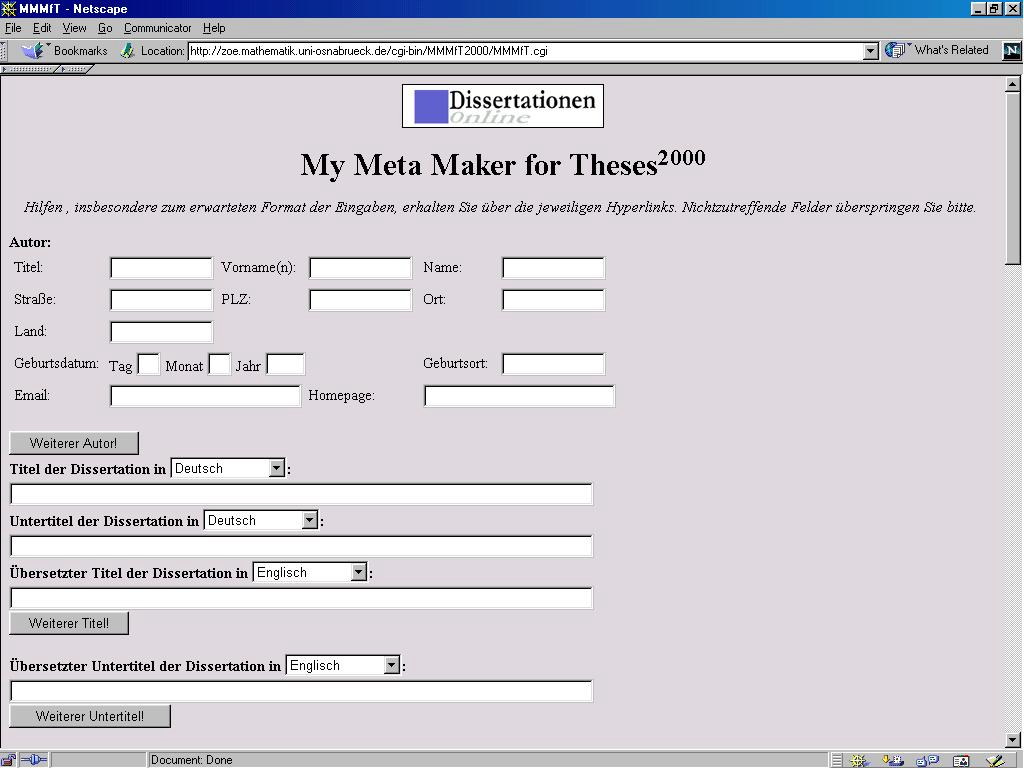 MMMfT - Netscape
File Edit View Go Communicator Help
Bookmarks Location: http://zoe.mathematik.uni-osnabrueck.de/cgi-bin/MMMfT2000/MMMfT.cgi What's Related N
Dissertationen
Online
My Meta Maker for Theses2000
Hilfen , insbesondere zum erwarteten Format der Eingaben, erhalten Sie über die jeweiligen Hyperlinks. Nichtzutreffende Felder überspringen Sie bitte.
Autor:
Titel: Vorname(n): Name:
Straße: PLZ: Ort:
Land:
Geburtsdatum: Tag Monat Jahr Geburtsort:
Email: Homepage:
Weiterer Autor!
Titel der Dissertation in Deutsch :
Untertitel der Dissertation in Deutsch :
Übersetzter Titel der Dissertation in Englisch :
Weiterer Titel!
Übersetzter Untertitel der Dissertation in Englisch :
Weiterer Untertitel!
Document: Done